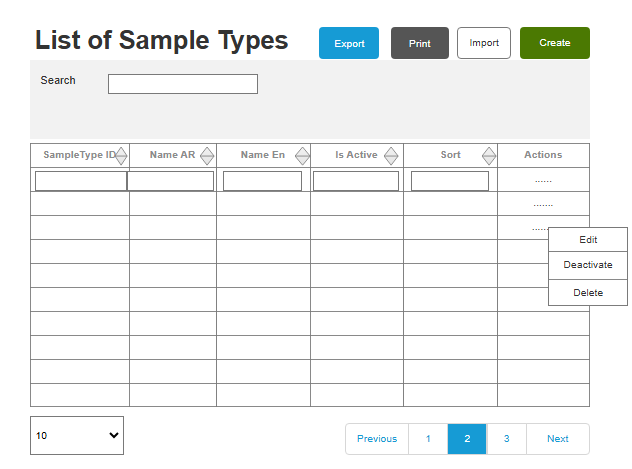 List of Sample Types
Export
Print
Import
Create
Search
SampleType ID
Name AR
Name En
Is Active
Sort
Actions
......
.......
......
Edit
Deactivate
Delete
10
Previous
1
2
3
Next